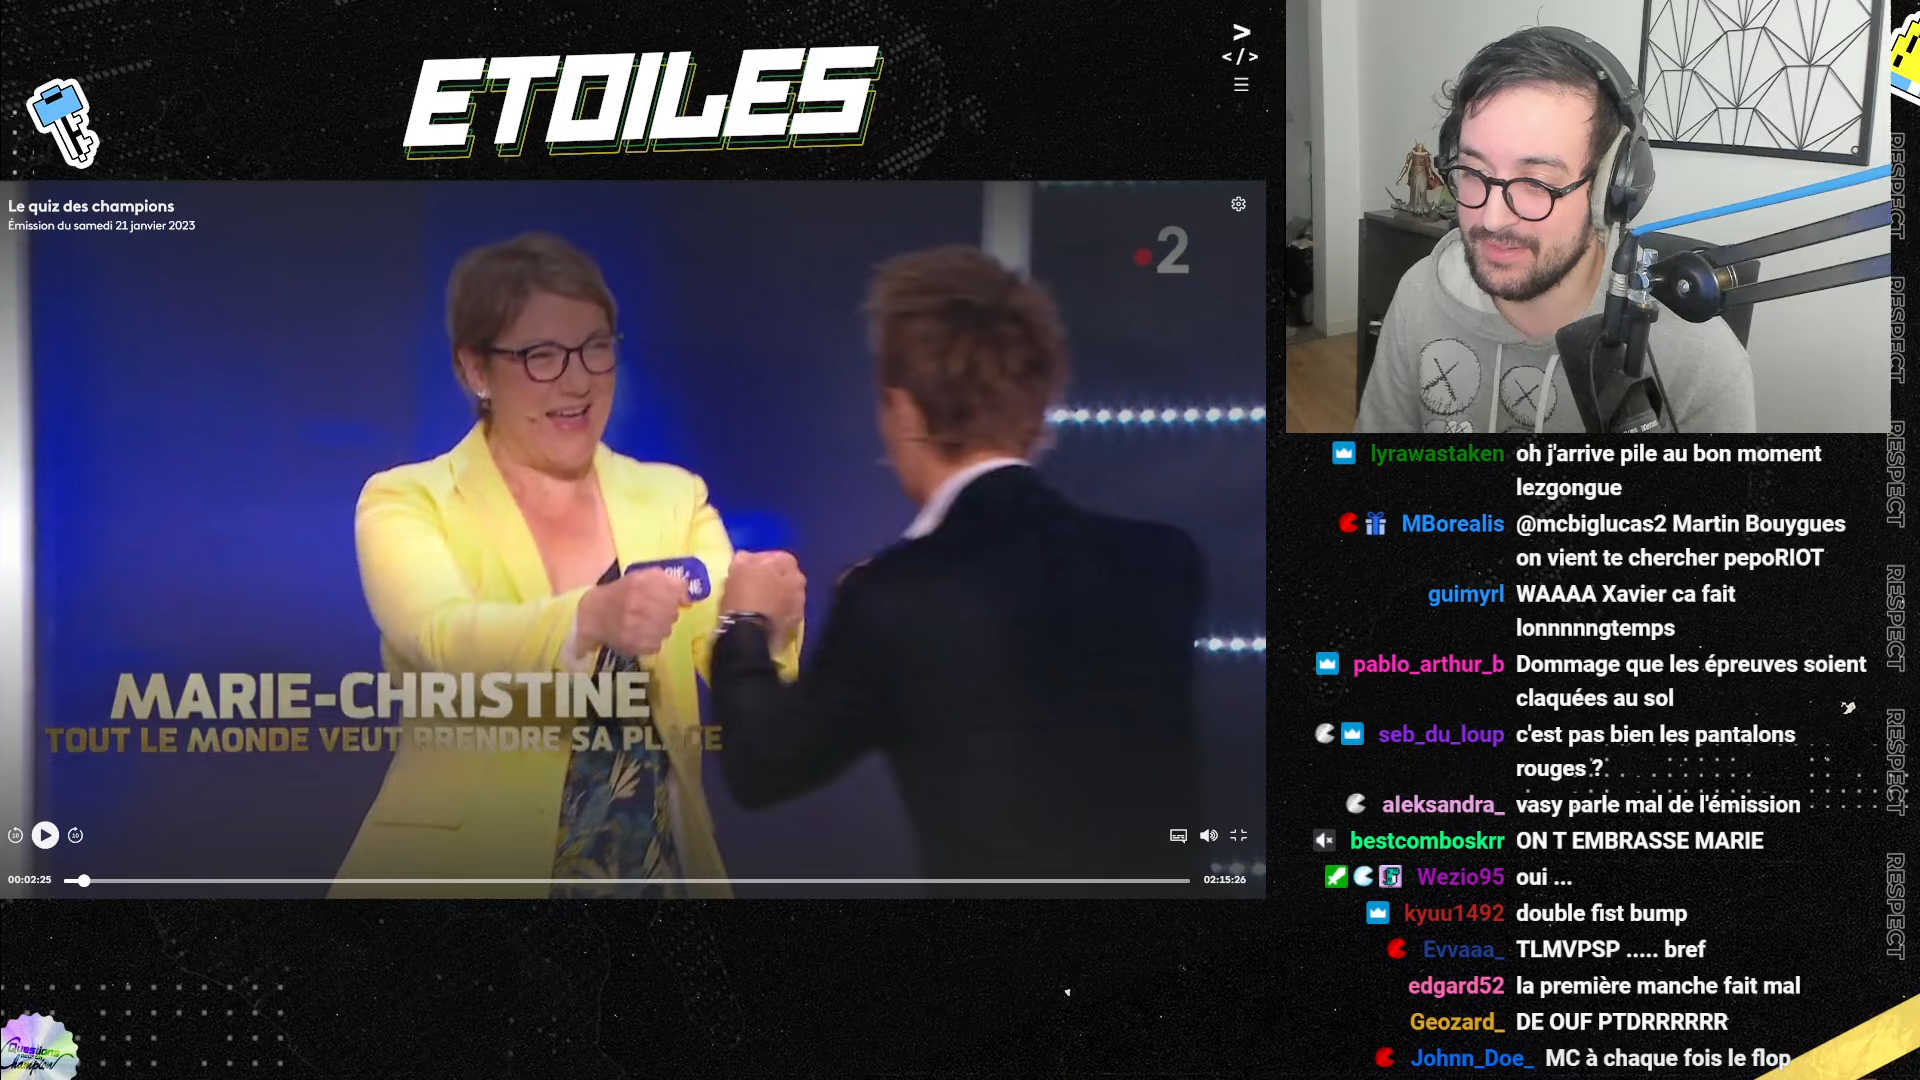 ETOILES
>
</>
Le quiz des champions
Émission du samedi 21 janvier 2023
2
MARIE-CHRISTINE
TOUT LE MONDE VEUT PRENDRE SA PLACE
10
10
00:02:25
02:15:26
lyrawastaken oh j'arrive pile au bon moment
lezgongue
MBorealis @mcbiglucas2 Martin Bouygues
on vient te chercher pepoRIOT
guimyrl WAAAA Xavier ca fait
lonnnnngtemps
pablo_arthur_b Dommage que les épreuves soient
claquées au sol
seb_du_loup c'est pas bien les pantalons
rouges ?
aleksandra_ vasy parle mal de l'émission
bestcomboskrr ON T EMBRASSE MARIE
Wezio95 oui ...
kyuu1492 double fist bump
Evvaaa_ TLMVPSP ..... bref
edgard52 la première manche fait mal
Geozard_ DE OUF PTDRRRRRR
Johnn_Doe_ MC à chaque fois le flop
RESPECT
RESPECT
RESPECT
RESPECT
RESPECT
RESPECT
Questions
Champion